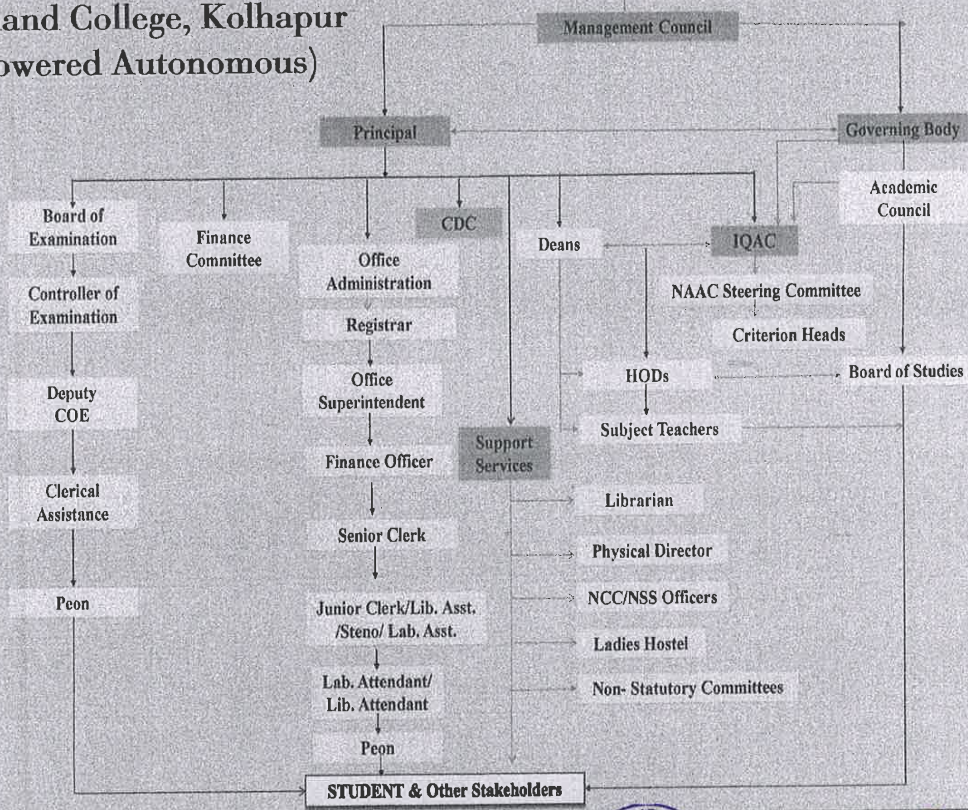 and College, Kolhapur
owered Autonomous)
Management Council
Principal
Governing Body
Academic
Council
Board of
Examination
Finance
Committee
CDC
Office
Administration
Deans
IQAC
Controller of
Examination
NAAC Steering Committee
Registrar
Criterion Heads
Deputy
COE
Office
Superintendent
HODs
Board of Studies
Subject Teachers
Support
Services
Finance Officer
Clerical
Assistance
Librarian
Senior Clerk
Physical Director
Peon
NCC/NSS Officers
Junior Clerk/Lib. Asst.
/Steno/ Lab. Asst.
Ladies Hostel
Lab. Attendant/
Lib. Attendant
Non- Statutory Committees
Peon
STUDENT & Other Stakeholders